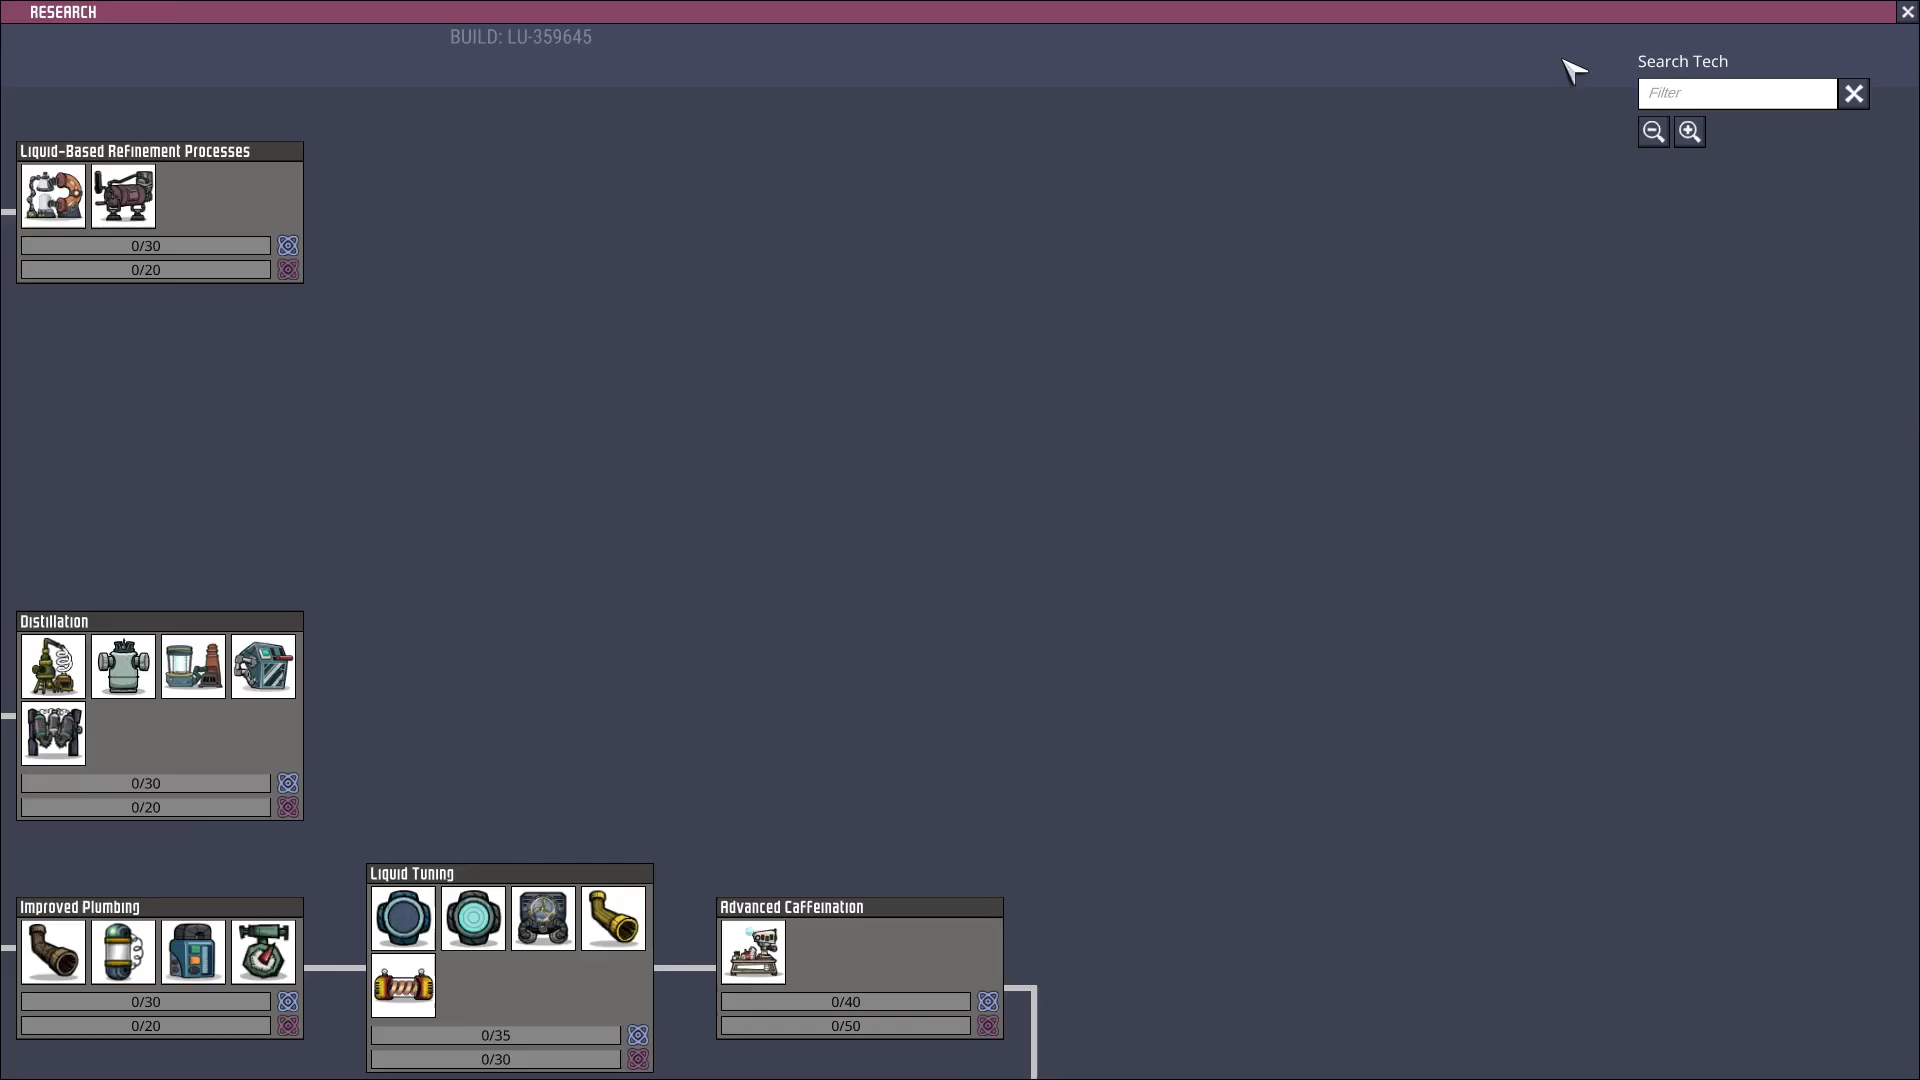 RESEARCH
BUILD: LU-359645
Search Tech
Filter
Liquid-Based Refinement Processes
0/30
0/20
Distillation
0/30
0/20
Liquid Tuning
0/35
0/30
Improved Plumbing
0/30
0/20
Advanced Caffeination
0/40
0/50